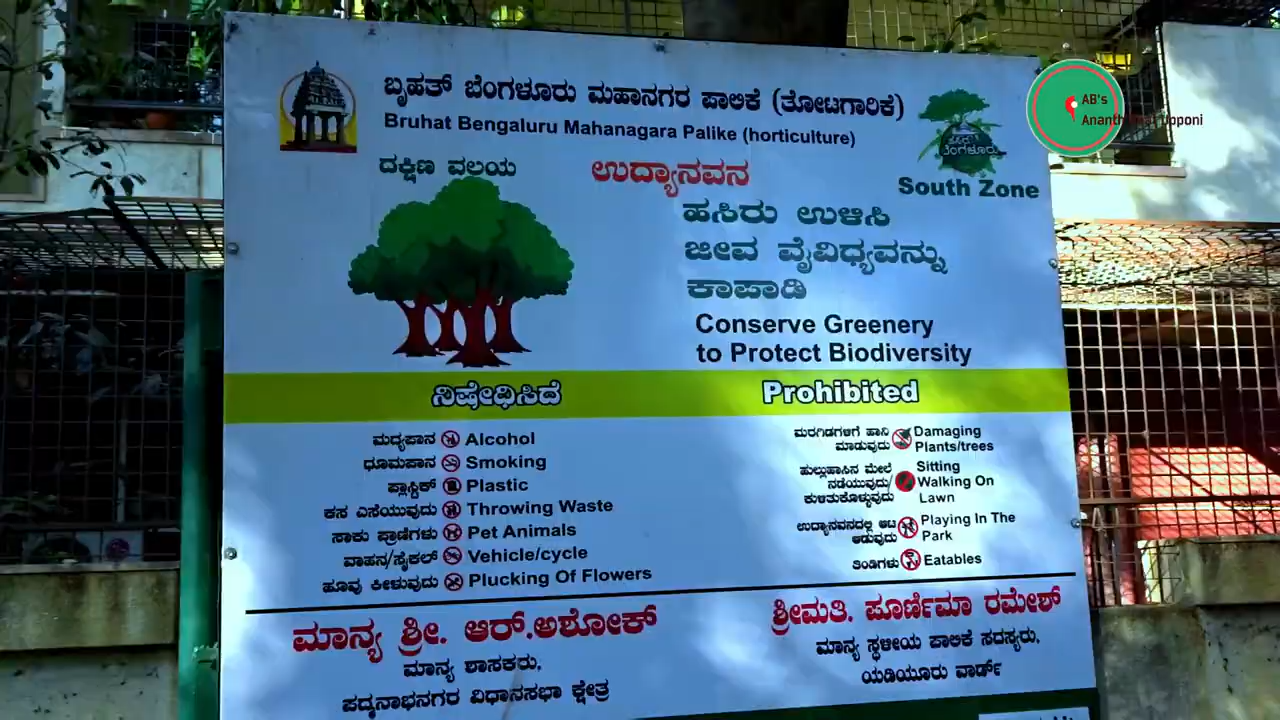 ಬೃಹತ್ ಬೆಂಗಳೂರು ಮಹಾನಗರ ಪಾಲಿಕೆ (ತೋಟಗಾರಿಕೆ)
Bruhat Bengaluru Mahanagara Palike (horticulture)
AB's
ದಕ್ಷಿಣ ವಲಯ
ಉದ್ಯಾನವನ
ಬೆಂಗಳೂರು
South Zone
ಹಸಿರು ಉಳಿಸಿ
ಜೀವ ವೈವಿಧ್ಯವನ್ನು
ಕಾಪಾಡಿ
Conserve Greenery
to Protect Biodiversity
ನಿಷೇಧಿಸಿದೆ
Prohibited
ಮದ್ಯಪಾನ Alcohol
ಧೂಮಪಾನ Smoking
ಪ್ಲಾಸ್ಟಿಕ್ Plastic
ಕಸ ಎಸೆಯುವುದು Throwing Waste
ಸಾಕು ಪ್ರಾಣಿಗಳು Pet Animals
ವಾಹನ/ಸೈಕಲ್ Vehicle/cycle
ಹೂವು ಕೀಳುವುದು Plucking Of Flowers
ಮರಗಿಡಗಳಿಗೆ ಹಾನಿ Damaging
ಮಾಡುವುದು Plants/trees
ಹುಲ್ಲುಹಾಸಿನ ಮೇಲೆ Sitting
ನಡೆಯುವುದು/ Walking On
ಕುಳಿತುಕೊಳ್ಳುವುದು Lawn
ಉದ್ಯಾನವನದಲ್ಲಿ ಆಟ Playing In The
ಆಡುವುದು Park
ತಿಂಡಿಗಳು Eatables
ಮಾನ್ಯ ಶ್ರೀ. ಆರ್.ಅಶೋಕ್
ಮಾನ್ಯ ಶಾಸಕರು,
ಪದ್ಮನಾಭನಗರ ವಿಧಾನಸಭಾ ಕ್ಷೇತ್ರ
ಶ್ರೀಮತಿ. ಪೂರ್ಣಿಮಾ ರಮೇಶ್
ಮಾನ್ಯ ಸ್ಥಳೀಯ ಪಾಲಿಕೆ ಸದಸ್ಯರು,
ಯಡಿಯೂರು ವಾರ್ಡ್